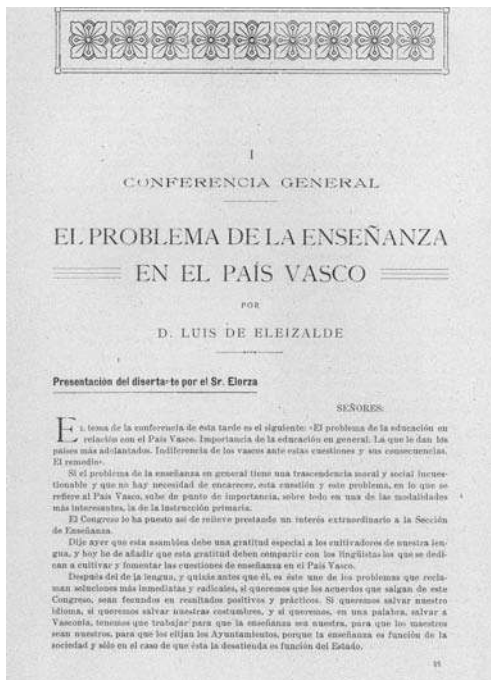 I
CONFERENCIA GENERAL
EL PROBLEMA DE LA ENSEÑANZA
EN EL PAÍS VASCO
POR
D. LUIS DE ELEIZALDE
Presentación del diserta·te por el Sr. Elorza
SEÑORES:
EL tema de la conferencia de ésta tarde es el siguiente: «El problema de la educación en
relación con el País Vasco. Importancia de la educación en general. La que le dan los
países más adelantados. Indiferencia de los vascos ante estas cuestiones y sus consecuencias.
El remedio».
Si el problema de la enseñanza en general tiene una trascendencia moral y social incues-
tionable y que no hay necesidad de encarecer, esta cuestión y este problema, en lo que se
refiere al País Vasco, sube de punto de importancia, sobre todo en una de las modalidades
más interesantes, la de la instrucción primaria.
El Congreso lo ha puesto así de relieve prestando un interés extraordinario a la Sección
de Enseñanza.
Dije ayer que esta asamblea debe una gratitud especial a los cultivadores de nuestra len-
gua, y hoy he de añadir que esta gratitud deben compartir con los lingüistas los que se dedi-
can a cultivar y fomentar las cuestiones de enseñanza en el País Vasco.
Después del de la lengua, y quizás antes que él, es éste uno de los problemas que recla-
man soluciones más inmediatas y radicales, si queremos que los acuerdos que salgan de este
Congreso, sean fecundos en resultados positivos y prácticos. Si queremos salvar nuestro
idioma, si queremos salvar nuestras costumbres, y si queremos, en una palabra, salvar a
Vasconia, tenemos que trabajar para que la enseñanza sea nuestra, para que los maestros
sean nuestros, para que los elijan los Ayuntamientos, porque la enseñanza es función de la
sociedad y sólo en el caso de que ésta la desatienda es función del Estado.